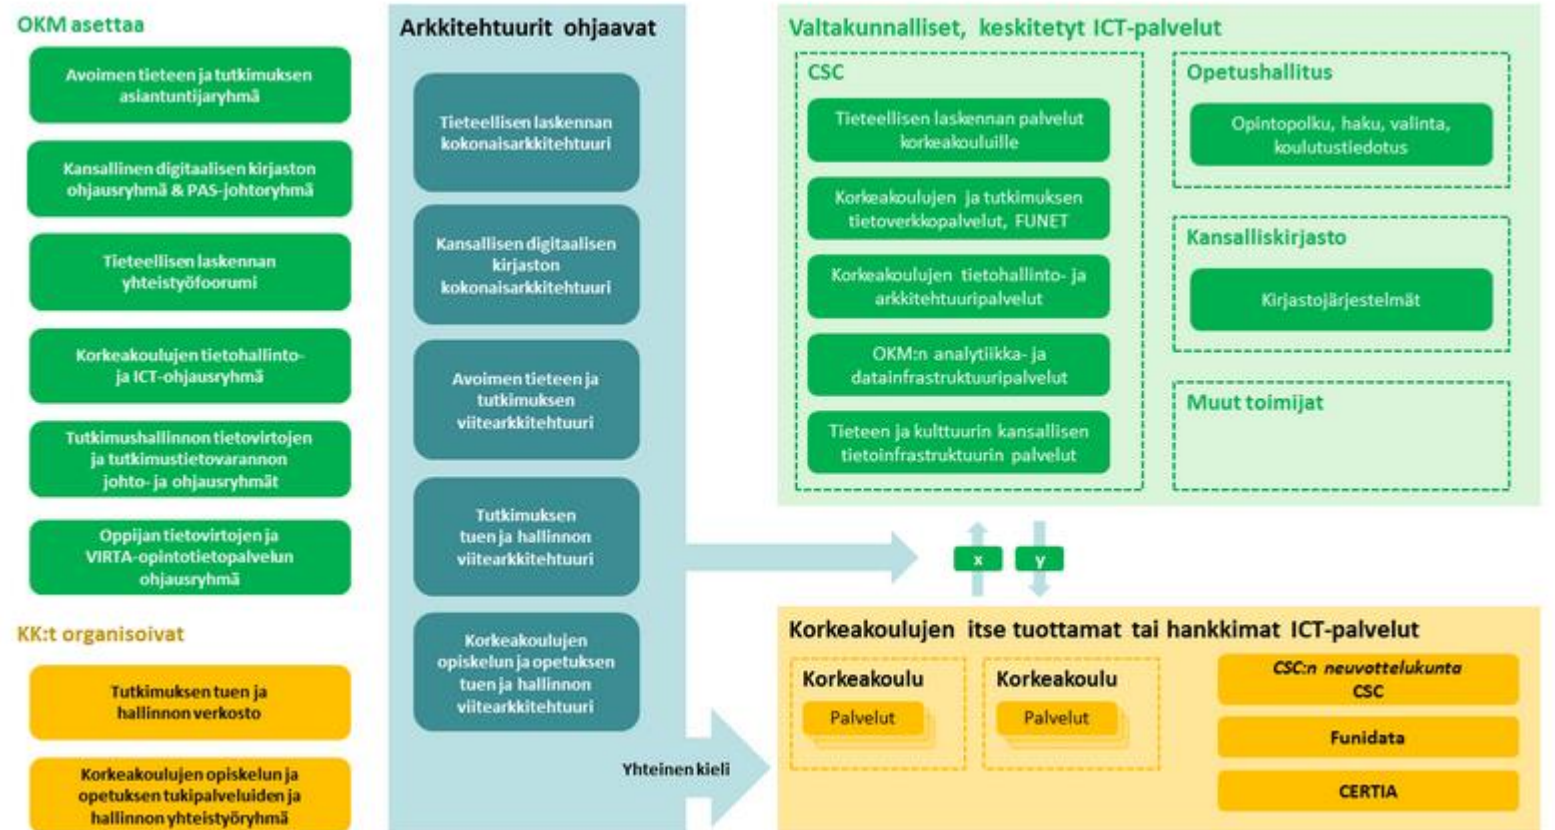 OKM asettaa
Avoimen tieteen ja tutkimuksen
asiantuntijaryhmä
Kansallinen digitaalisen kirjaston
ohjausryhmä & PAS-johtoryhmä
Tieteellisen laskennan
yhteistyöfoorumi
Korkeakoulujen tietohallinto-
ja ICT-ohjausryhmä
Tutkimushallinnon tietovirtojen
ja tutkimustietovarannon
johto- ja ohjausryhmät
Oppijan tietovirtojen ja
VIRTA-opintotietopalvelun
ohjausryhmä
KK:t organisoivat
Tutkimuksen tuen ja
hallinnon verkosto
Korkeakoulujen opiskelun ja
opetuksen tukipalveluiden ja
hallinnon yhteistyöryhmä
Arkkitehtuurit ohjaavat
Tieteellisen laskennan
kokonaisarkkitehtuuri
Kansallisen digitaalisen
kirjaston
kokonaisarkkitehtuuri
Avoimen tieteen ja
tutkimuksen
viitearkkitehtuuri
Tutkimuksen
tuen ja hallinnon
viitearkkitehtuuri
Korkeakoulujen
opiskelun ja opetuksen
tuen ja hallinnon
viitearkkitehtuuri
Yhteinen kieli
Valtakunnalliset, keskitetyt ICT-palvelut
CSC
Tieteellisen laskennan palvelut
korkeakouluille
Korkeakoulujen ja tutkimuksen
tietoverkkopalvelut, FUNET
Korkeakoulujen tietohallinto- ja
arkkitehtuuripalvelut
OKM:n analytiikka- ja
datainfrastruktuuripalvelut
Tieteen ja kulttuurin kansallisen
tietoinfrastruktuurin palvelut
Opetushallitus
Opintopolku, haku, valinta,
koulutustiedotus
Kansalliskirjasto
Kirjastojärjestelmät
Muut toimijat
x
y
Korkeakoulujen itse tuottamat tai hankkimat ICT-palvelut
Korkeakoulu
Palvelut
Korkeakoulu
Palvelut
CSC:n neuvottelukunta
CSC
Funidata
CERTIA